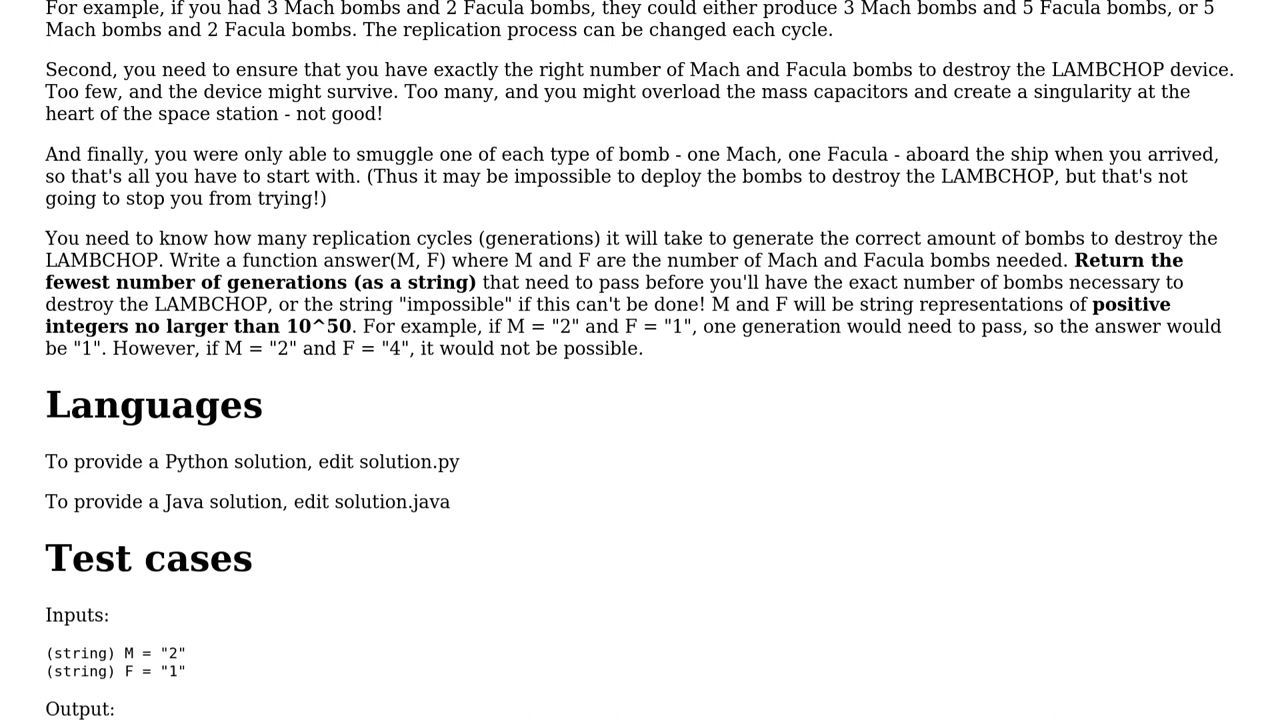 For example, if you had 3 Mach bombs and 2 Facula bombs, they could either produce 3 Mach bombs and 5 Facula bombs, or 5
Mach bombs and 2 Facula bombs. The replication process can be changed each cycle.
Second, you need to ensure that you have exactly the right number of Mach and Facula bombs to destroy the LAMBCHOP device.
Too few, and the device might survive. Too many, and you might overload the mass capacitors and create a singularity at the
heart of the space station - not good!
And finally, you were only able to smuggle one of each type of bomb - one Mach, one Facula - aboard the ship when you arrived,
so that's all you have to start with. (Thus it may be impossible to deploy the bombs to destroy the LAMBCHOP, but that's not
going to stop you from trying!)
You need to know how many replication cycles (generations) it will take to generate the correct amount of bombs to destroy the
LAMBCHOP. Write a function answer(M, F) where M and F are the number of Mach and Facula bombs needed. Return the
fewest number of generations (as a string) that need to pass before you'll have the exact number of bombs necessary to
destroy the LAMBCHOP, or the string "impossible" if this can't be done! M and F will be string representations of positive
integers no larger than 10^50. For example, if M = "2" and F = "1", one generation would need to pass, so the answer would
be "1". However, if M = "2" and F = "4", it would not be possible.
Languages
To provide a Python solution, edit solution.py
To provide a Java solution, edit solution.java
Test cases
Inputs:
(string) M = "2"
(string) F = "1"
Output: